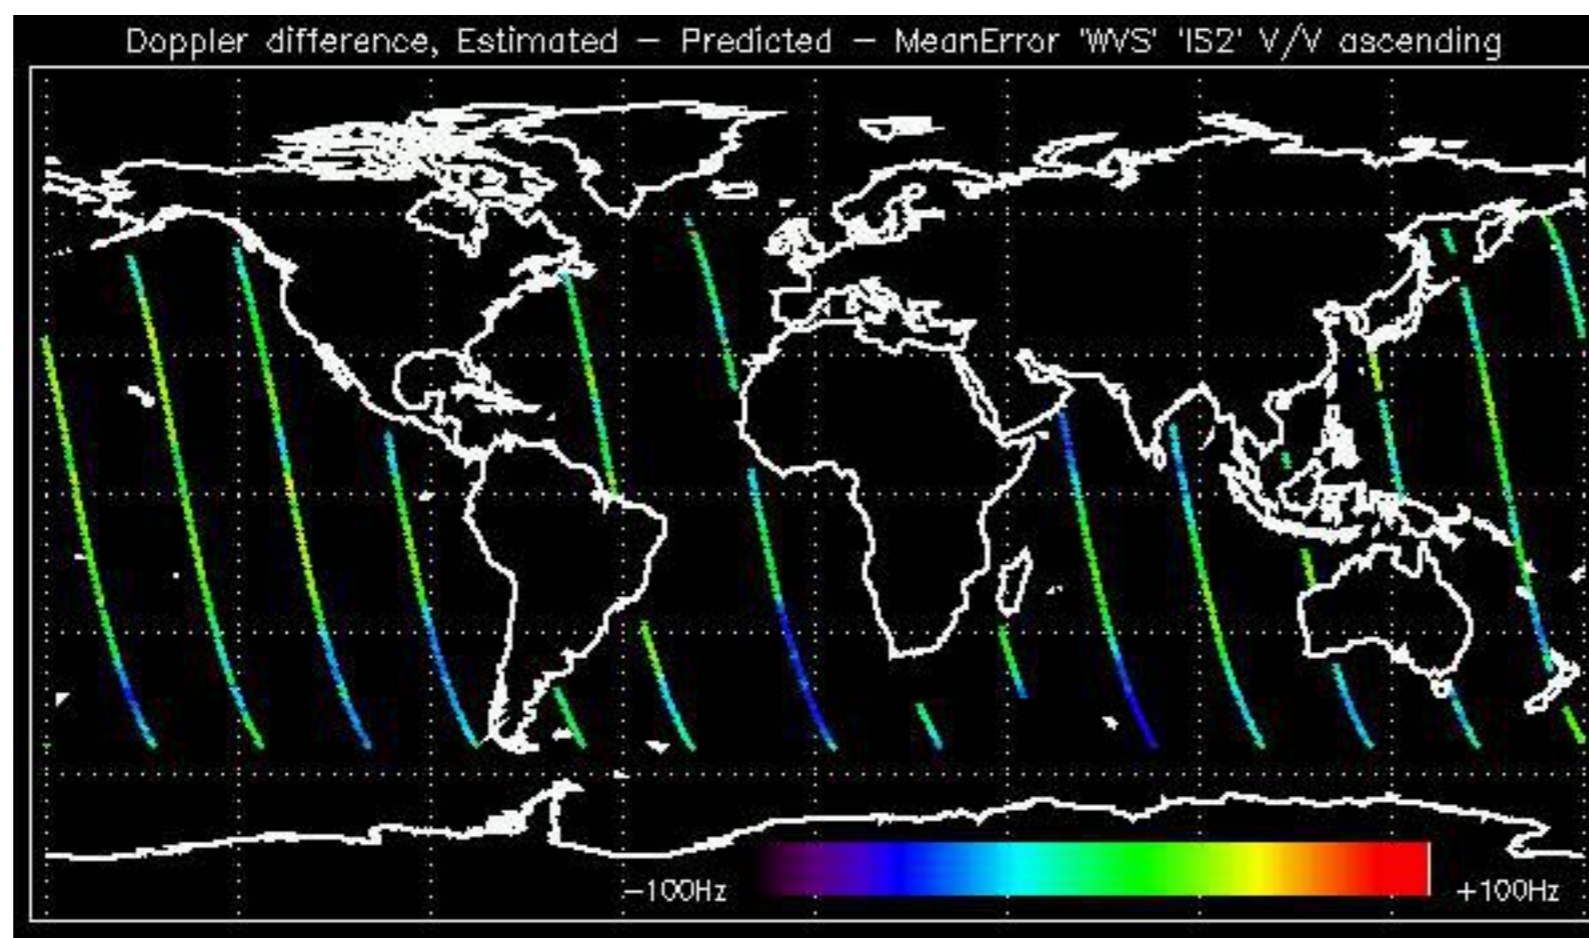 Doppler difference, Estimated – Predicted – MeanError 'WVS' 'IS2' V/V ascending
–100Hz +100Hz